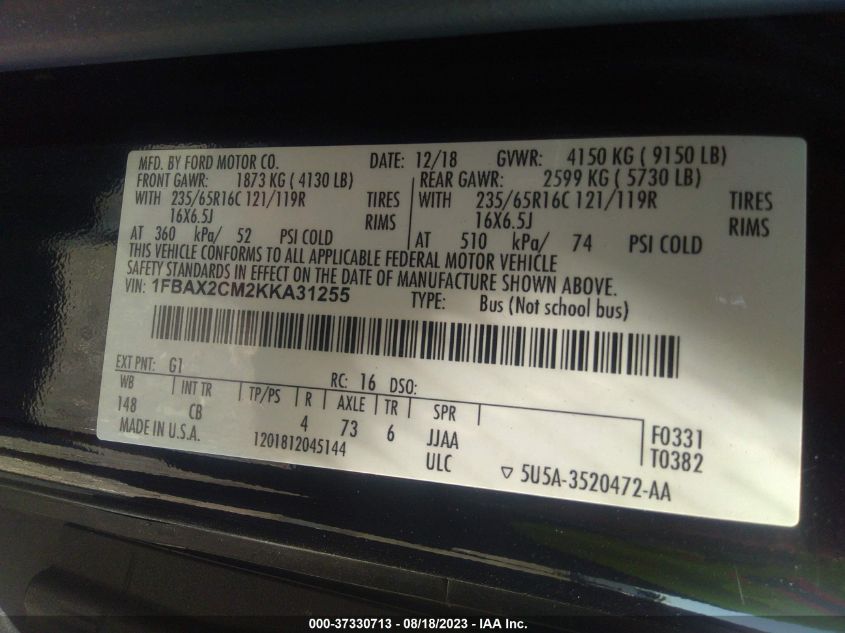 MFD. BY FORD MOTOR CO. DATE: 12/18 GVWR: 4150 KG ( 9150 LB)
FRONT GAWR: 1873 KG ( 4130 LB) REAR GAWR: 2599 KG ( 5730 LB)
WITH 235/65R16C 121/119R TIRES WITH 235/65R16C 121/119R TIRES
16X6.5J RIMS 16X6.5J RIMS
AT 360 kPa/ 52 PSI COLD AT 510 kPa/ 74 PSI COLD
THIS VEHICLE CONFORMS TO ALL APPLICABLE FEDERAL MOTOR VEHICLE
SAFETY STANDARDS IN EFFECT ON THE DATE OF MANUFACTURE SHOWN ABOVE.
VIN: 1FBAX2CM2KKA31255 TYPE: Bus (Not school bus)
EXT PNT: G1 RC: 16 DSO:
WB INT TR TP/PS R AXLE TR SPR
148 CB 4 73 6 JJAA F0331
MADE IN U.S.A. 1201812045144 ULC T0382
▽ 5U5A-3520472-AA
000-37330713 - 08/18/2023 - IAA Inc.